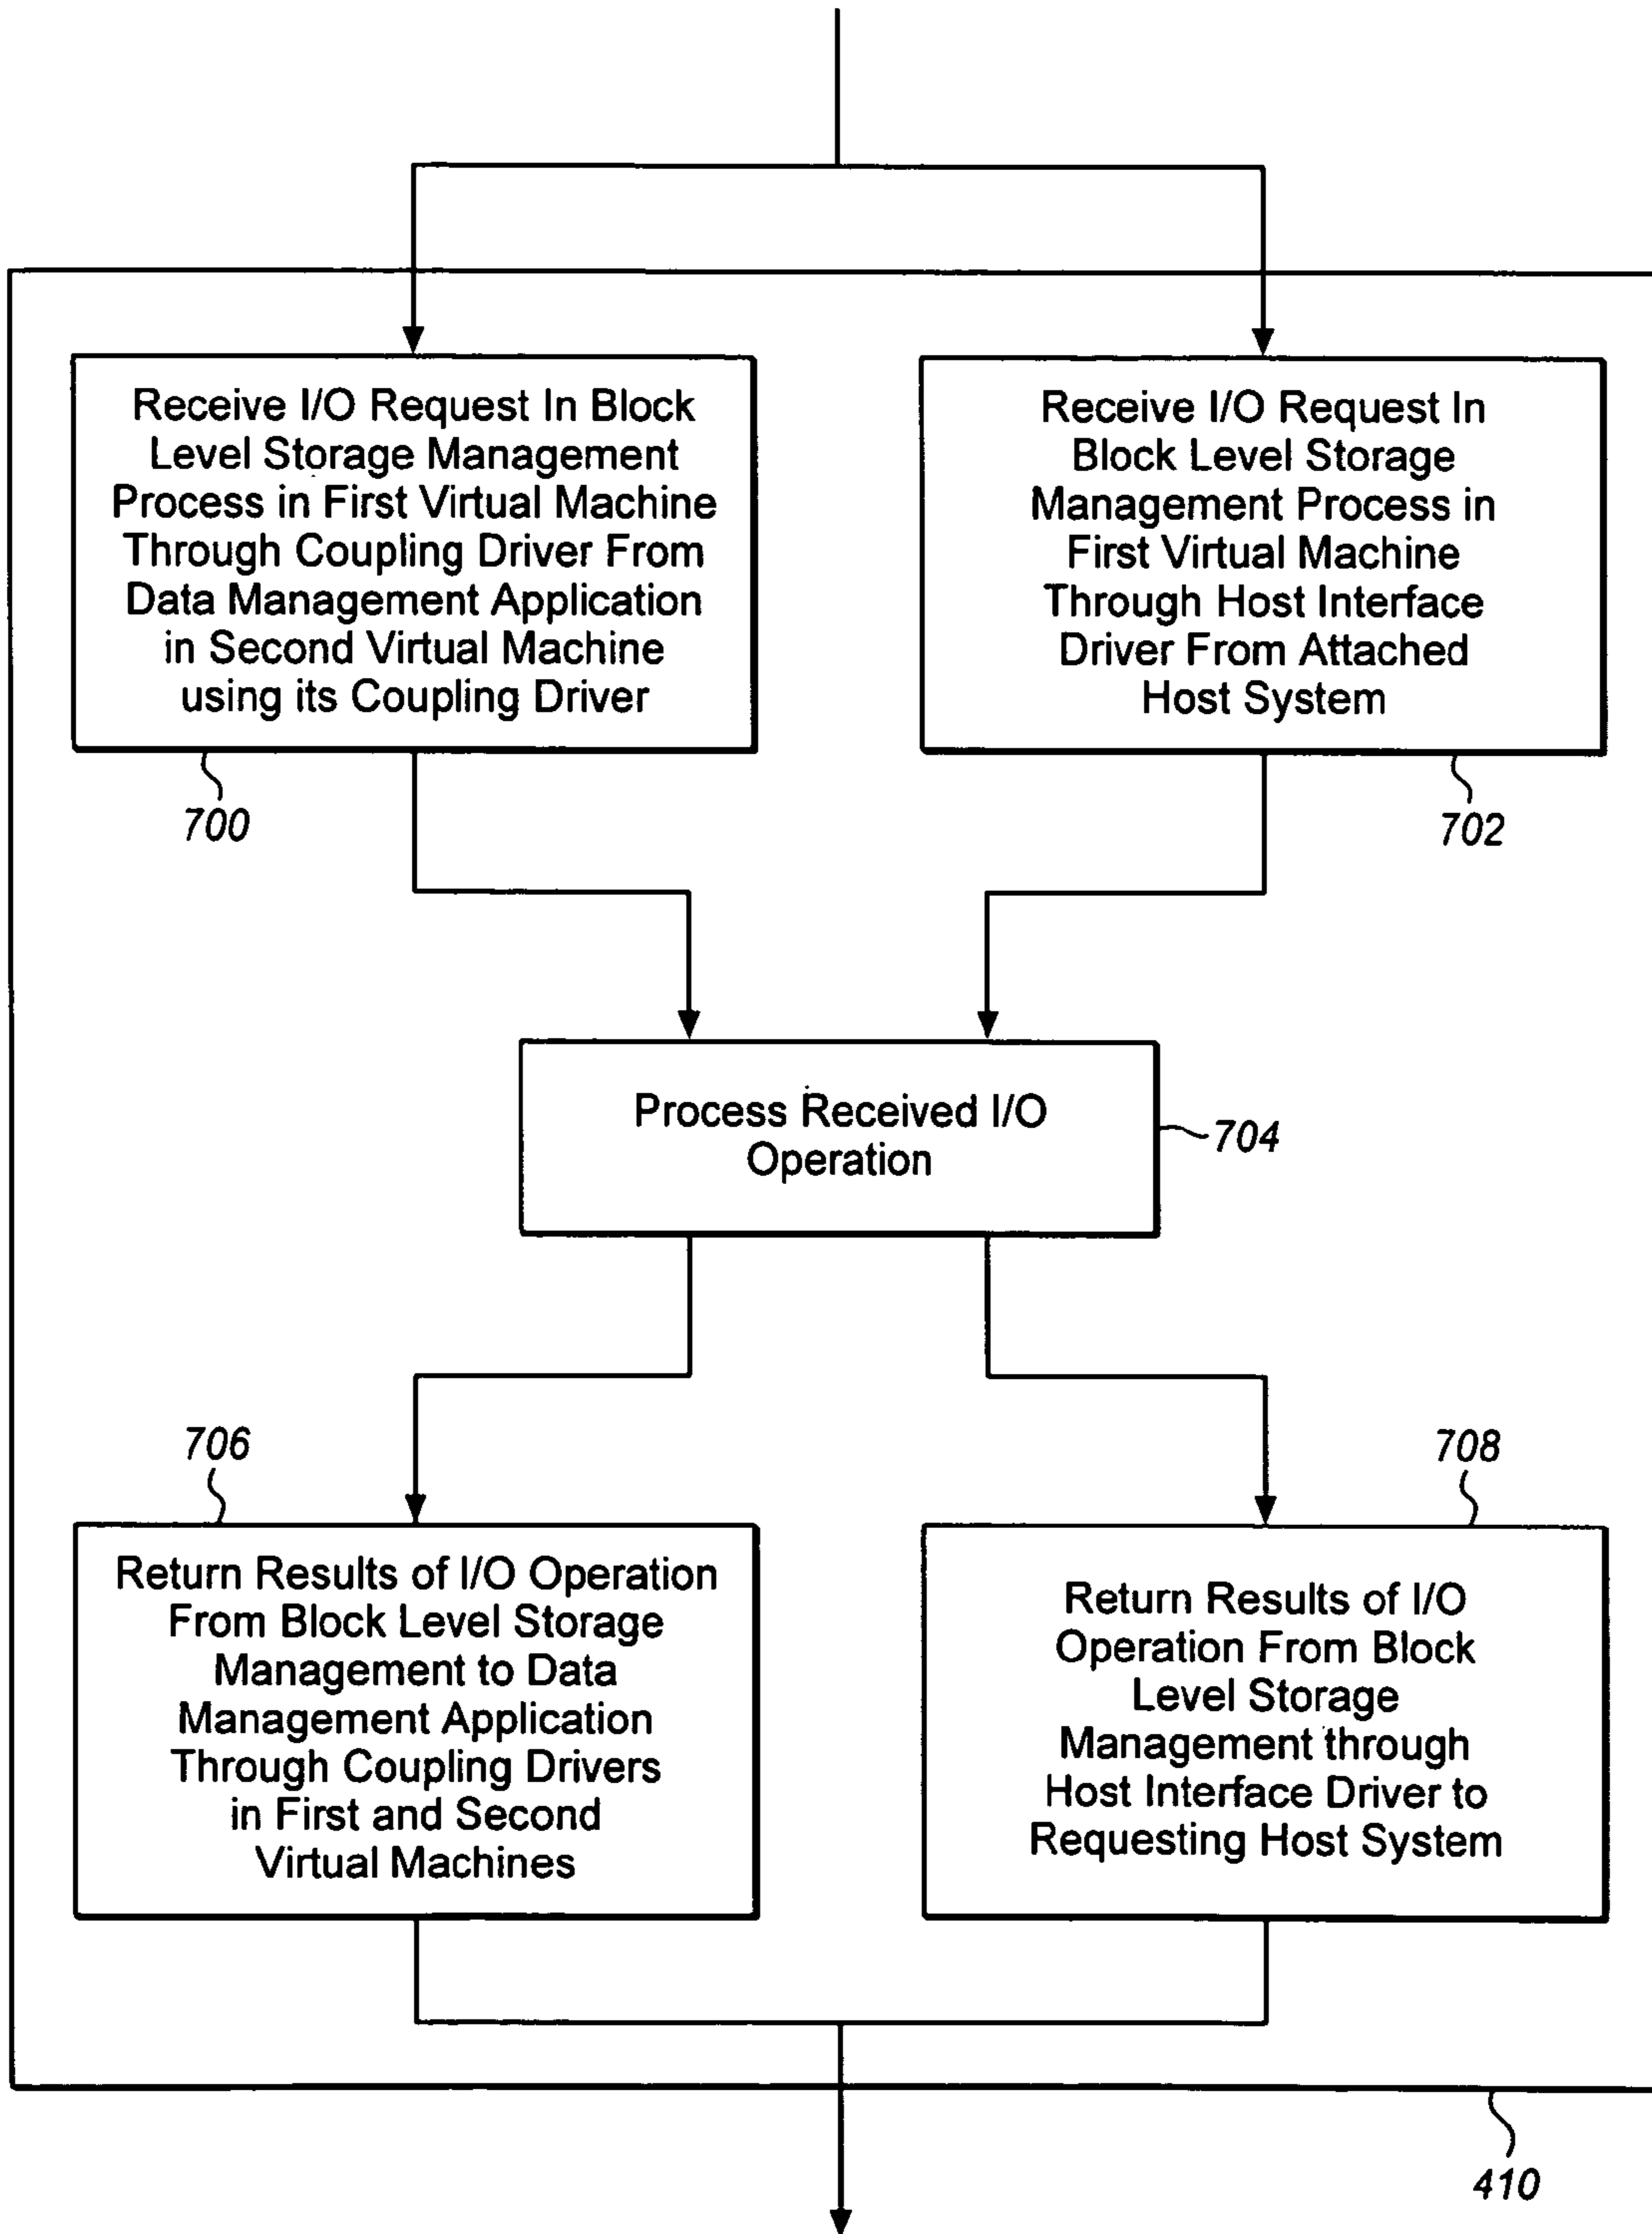 Receive I/O Request In Block
Level Storage Management
Process in First Virtual Machine
Through Coupling Driver From
Data Management Application
in Second Virtual Machine
using its Coupling Driver
700
Receive I/O Request In
Block Level Storage
Management Process in
First Virtual Machine
Through Host Interface
Driver From Attached
Host System
702
Process Received I/O
Operation
704
706
Return Results of I/O Operation
From Block Level Storage
Management to Data
Management Application
Through Coupling Drivers
in First and Second
Virtual Machines
708
Return Results of I/O
Operation From Block
Level Storage
Management through
Host Interface Driver to
Requesting Host System
410